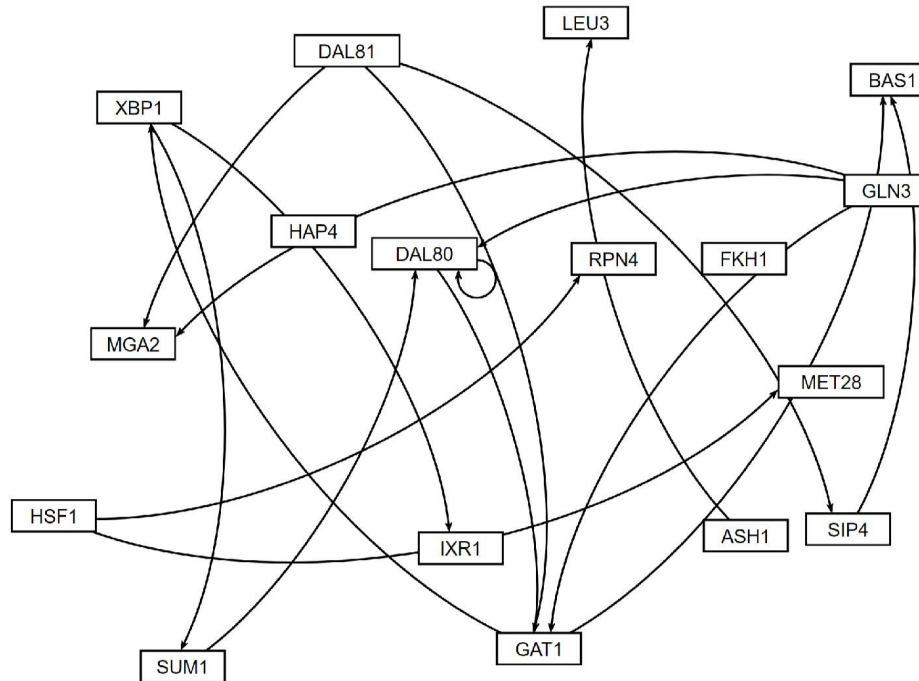 LEU3
DAL81
BAS1
XBP1
GLN3
HAP4
DAL80
RPN4
FKH1
MGA2
MET28
HSF1
IXR1
ASH1
SIP4
GAT1
SUM1